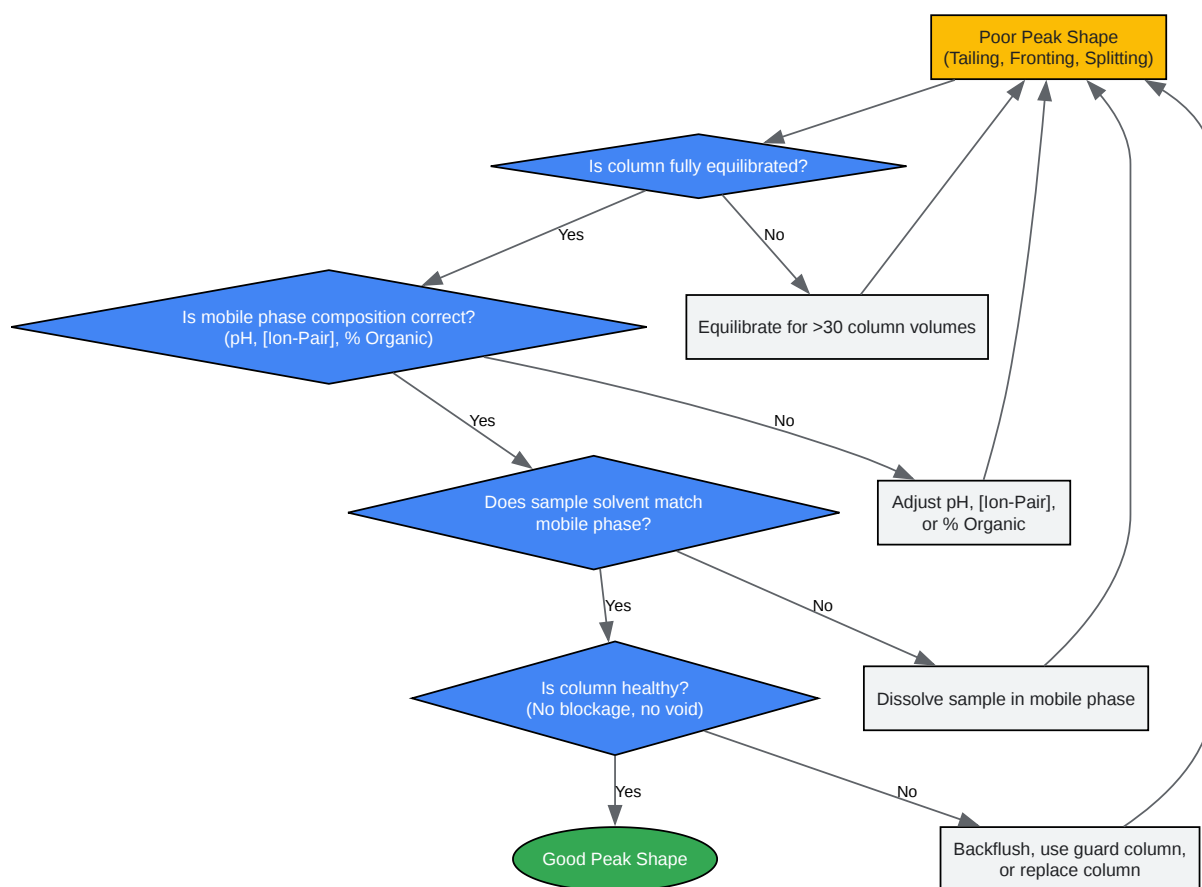 Poor Peak Shape
(Tailing, Fronting, Splitting)
Is column fully equilibrated?
Yes
No
Is mobile phase composition correct?
(pH, [Ion-Pair], % Organic)
Equilibrate for >30 column volumes
Yes
No
Does sample solvent match
mobile phase?
Adjust pH, [Ion-Pair],
or % Organic
Yes
No
Is column healthy?
(No blockage, no void)
Dissolve sample in mobile phase
Yes
No
Good Peak Shape
Backflush, use guard column,
or replace column